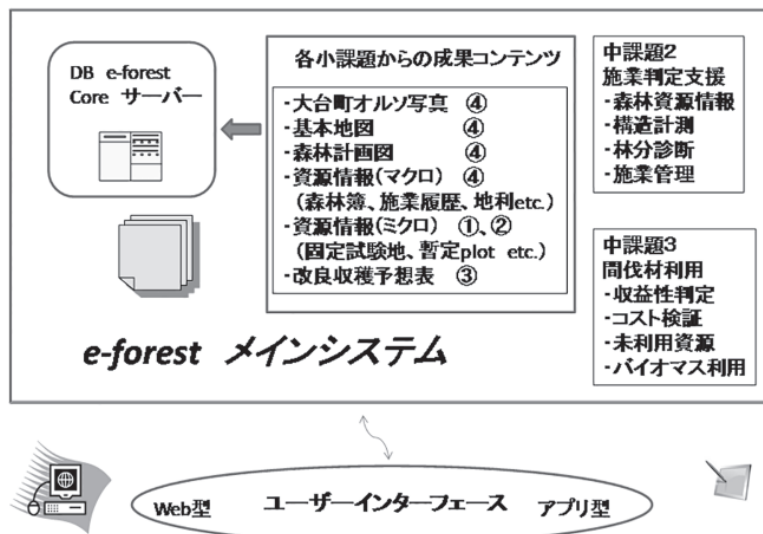 DB e-forest
Core サーバー
各小課題からの成果コンテンツ
・大台町オルソ写真 ④
・基本地図 ④
・森林計画図 ④
・資源情報(マクロ) ④
(森林簿、施業履歴、地利etc.)
・資源情報(ミクロ) ①、②
(固定試験地、暫定plot etc.)
・改良収穫予想表 ③
中課題2
施業判定支援
・森林資源情報
・構造計測
・林分診断
・施業管理
中課題3
間伐材利用
・収益性判定
・コスト検証
・未利用資源
・バイオマス利用
e-forest メインシステム
Web型 ユーザーインターフェース アプリ型